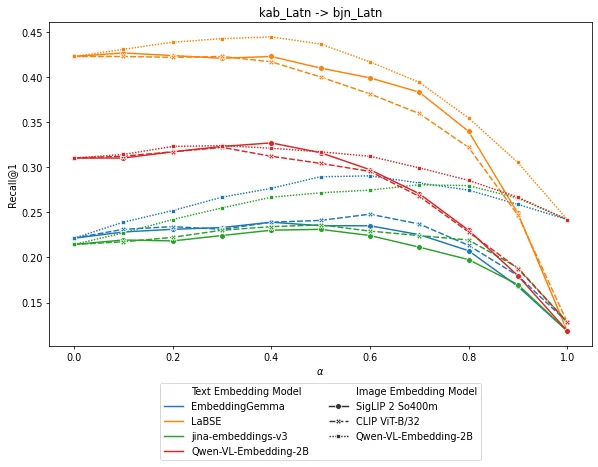 kab_Latn -> bjn_Latn
Recall@1
0.45
0.40
0.35
0.30
0.25
0.20
0.15
0.0 0.2 0.4 0.6 0.8 1.0
α
Text Embedding Model Image Embedding Model
EmbeddingGemma SigLIP 2 So400m
LaBSE CLIP ViT-B/32
jina-embeddings-v3 Qwen-VL-Embedding-2B
Qwen-VL-Embedding-2B